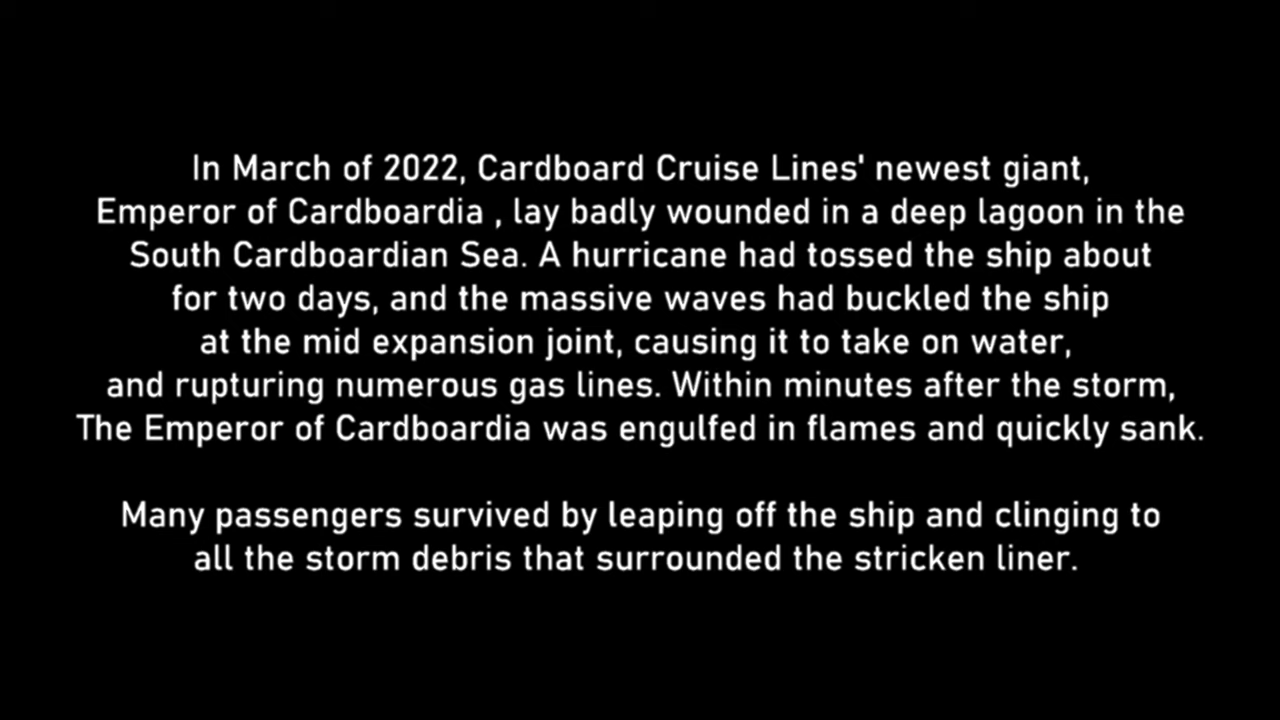 In March of 2022, Cardboard Cruise Lines' newest giant,
Emperor of Cardboardia , lay badly wounded in a deep lagoon in the
South Cardboardian Sea. A hurricane had tossed the ship about
for two days, and the massive waves had buckled the ship
at the mid expansion joint, causing it to take on water,
and rupturing numerous gas lines. Within minutes after the storm,
The Emperor of Cardboardia was engulfed in flames and quickly sank.
Many passengers survived by leaping off the ship and clinging to
all the storm debris that surrounded the stricken liner.